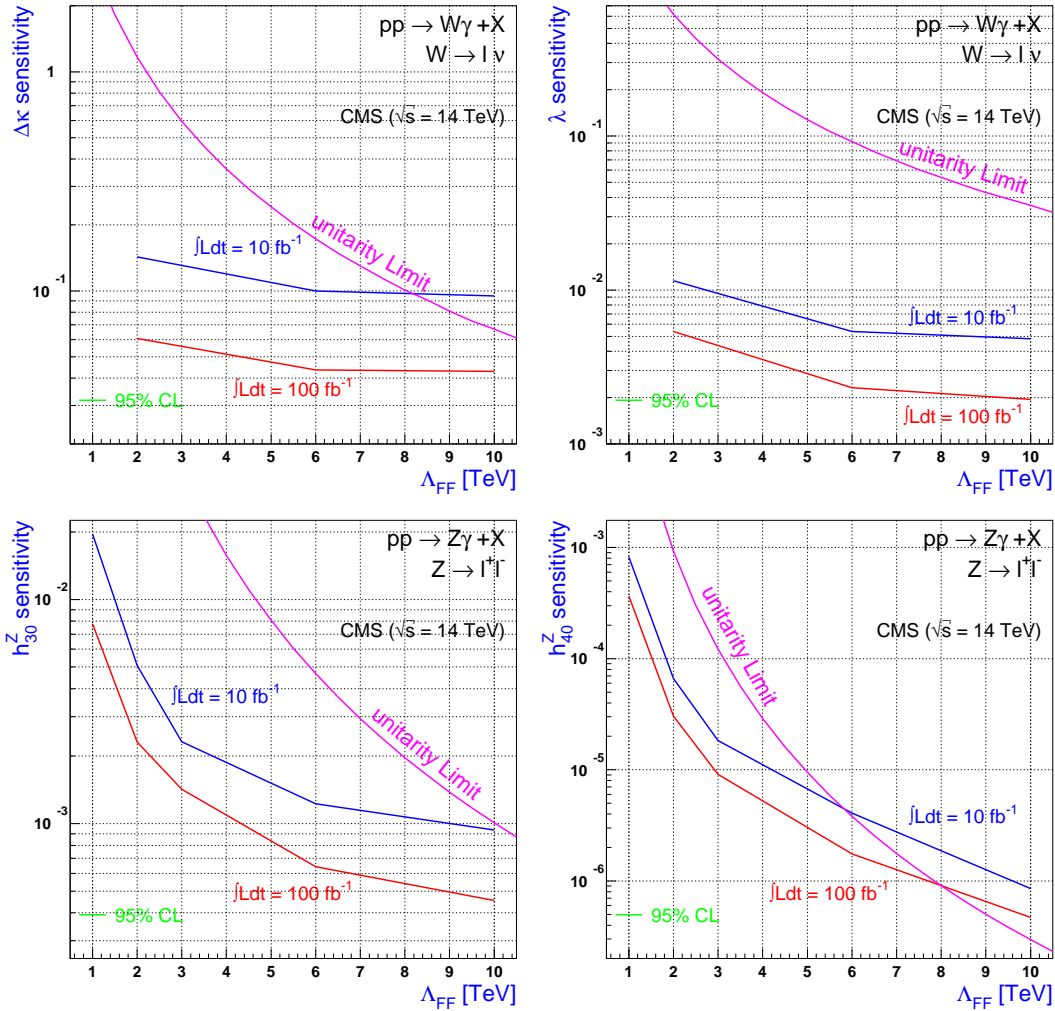 pp → Wγ +X
W → l ν
Δκ sensitivity
1
10⁻¹
CMS (√s = 14 TeV)
unitarity Limit
∫Ldt = 10 fb⁻¹
∫Ldt = 100 fb⁻¹
95% CL
1 2 3 4 5 6 7 8 9 10
Λ_FF [TeV]
pp → Wγ +X
W → l ν
λ sensitivity
10⁻¹
10⁻²
10⁻³
CMS (√s = 14 TeV)
unitarity Limit
∫Ldt = 10 fb⁻¹
∫Ldt = 100 fb⁻¹
95% CL
1 2 3 4 5 6 7 8 9 10
Λ_FF [TeV]
pp → Zγ +X
Z → l⁺l⁻
h^Z_30 sensitivity
10⁻²
10⁻³
CMS (√s = 14 TeV)
unitarity Limit
∫Ldt = 10 fb⁻¹
∫Ldt = 100 fb⁻¹
95% CL
1 2 3 4 5 6 7 8 9 10
Λ_FF [TeV]
pp → Zγ +X
Z → l⁺l⁻
h^Z_40 sensitivity
10⁻³
10⁻⁴
10⁻⁵
10⁻⁶
CMS (√s = 14 TeV)
unitarity Limit
∫Ldt = 10 fb⁻¹
∫Ldt = 100 fb⁻¹
95% CL
1 2 3 4 5 6 7 8 9 10
Λ_FF [TeV]